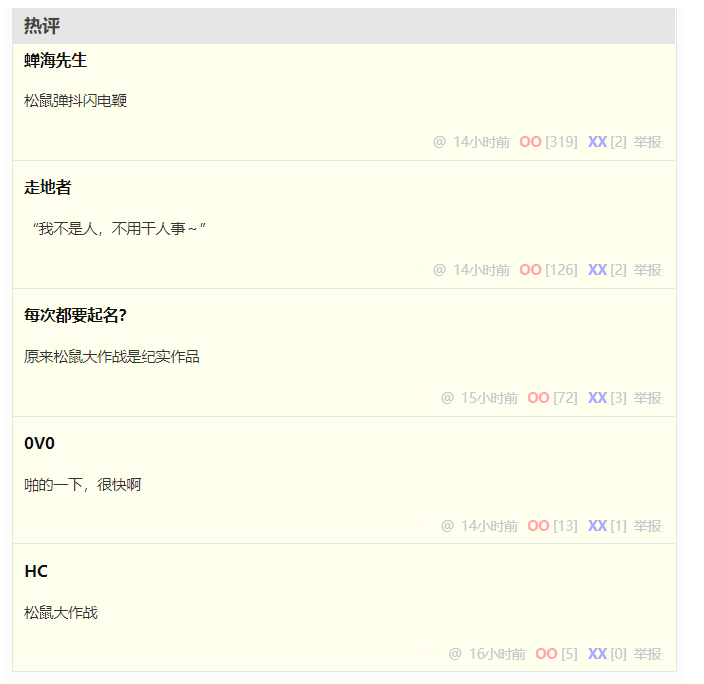 热评
蝉海先生
松鼠弹抖闪电鞭
@ 14小时前 OO [319] XX [2] 举报
走地者
“我不是人，不用干人事～”
@ 14小时前 OO [126] XX [2] 举报
每次都要起名?
原来松鼠大作战是纪实作品
@ 15小时前 OO [72] XX [3] 举报
0V0
啪的一下，很快啊
@ 14小时前 OO [13] XX [1] 举报
HC
松鼠大作战
@ 16小时前 OO [5] XX [0] 举报